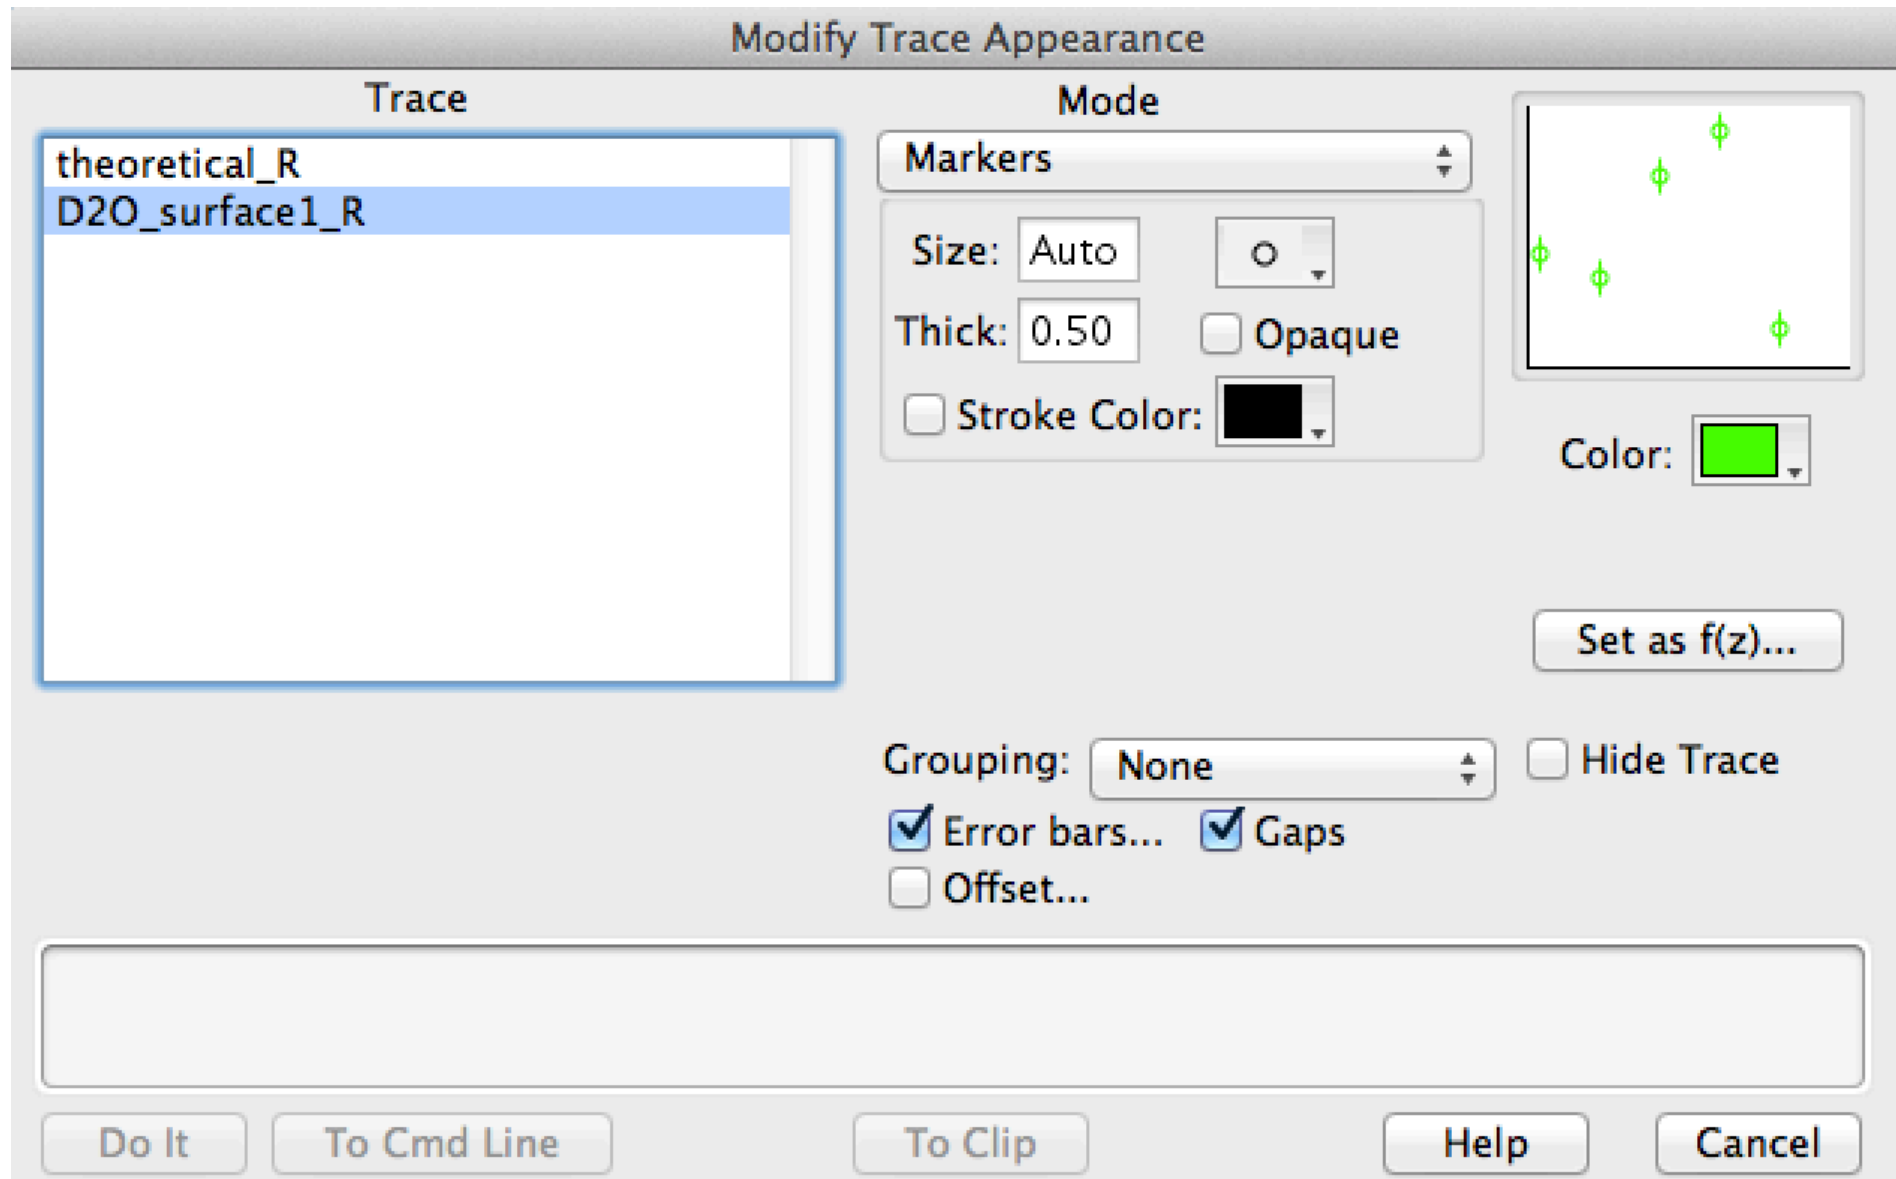 Modify Trace Appearance
Trace
theoretical_R
D2O_surface1_R
Mode
Markers
Size: Auto
Thick: 0.50
Opaque
Stroke Color:
Color:
Set as f(z)...
Grouping: None
Hide Trace
Error bars... Gaps
Offset...
Do It To Cmd Line To Clip Help Cancel